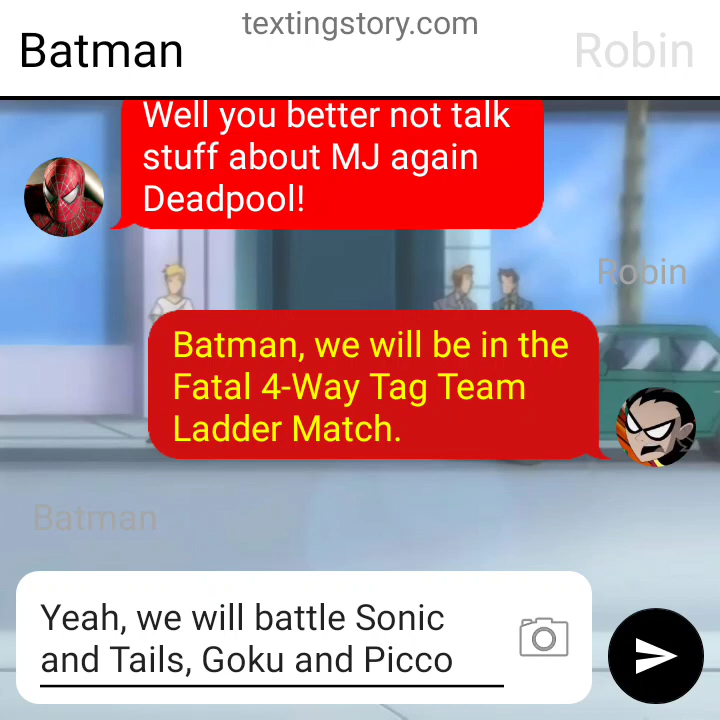 textingstory.com
Batman
Robin
Well you better not talk
stuff about MJ again
Deadpool!
Robin
Batman, we will be in the
Fatal 4-Way Tag Team
Ladder Match.
Batman
Yeah, we will battle Sonic
and Tails, Goku and Picco